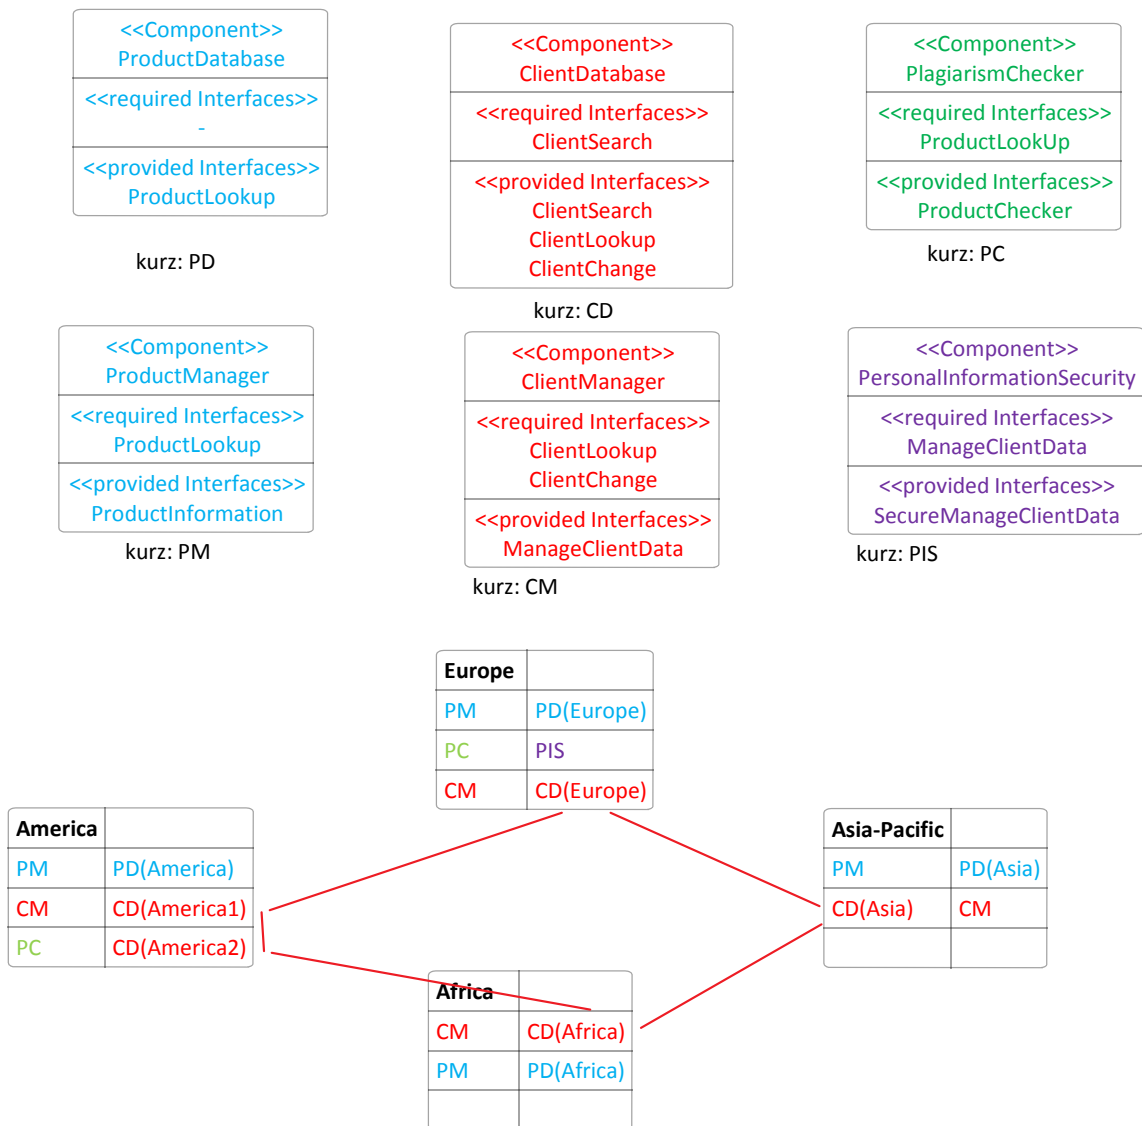 <<Component>>
ProductDatabase
<<required Interfaces>>
-
<<provided Interfaces>>
ProductLookup
kurz: PD
<<Component>>
ClientDatabase
<<required Interfaces>>
ClientSearch
<<provided Interfaces>>
ClientSearch
ClientLookup
ClientChange
kurz: CD
<<Component>>
PlagiarismChecker
<<required Interfaces>>
ProductLookUp
<<provided Interfaces>>
ProductChecker
kurz: PC
<<Component>>
ProductManager
<<required Interfaces>>
ProductLookup
<<provided Interfaces>>
ProductInformation
kurz: PM
<<Component>>
ClientManager
<<required Interfaces>>
ClientLookup
ClientChange
<<provided Interfaces>>
ManageClientData
kurz: CM
<<Component>>
PersonalInformationSecurity
<<required Interfaces>>
ManageClientData
<<provided Interfaces>>
SecureManageClientData
kurz: PIS
Europe
PM PD(Europe)
PC PIS
CM CD(Europe)
America
PM PD(America)
CM CD(America1)
PC CD(America2)
Asia-Pacific
PM PD(Asia)
CD(Asia) CM
Africa
CM CD(Africa)
PM PD(Africa)